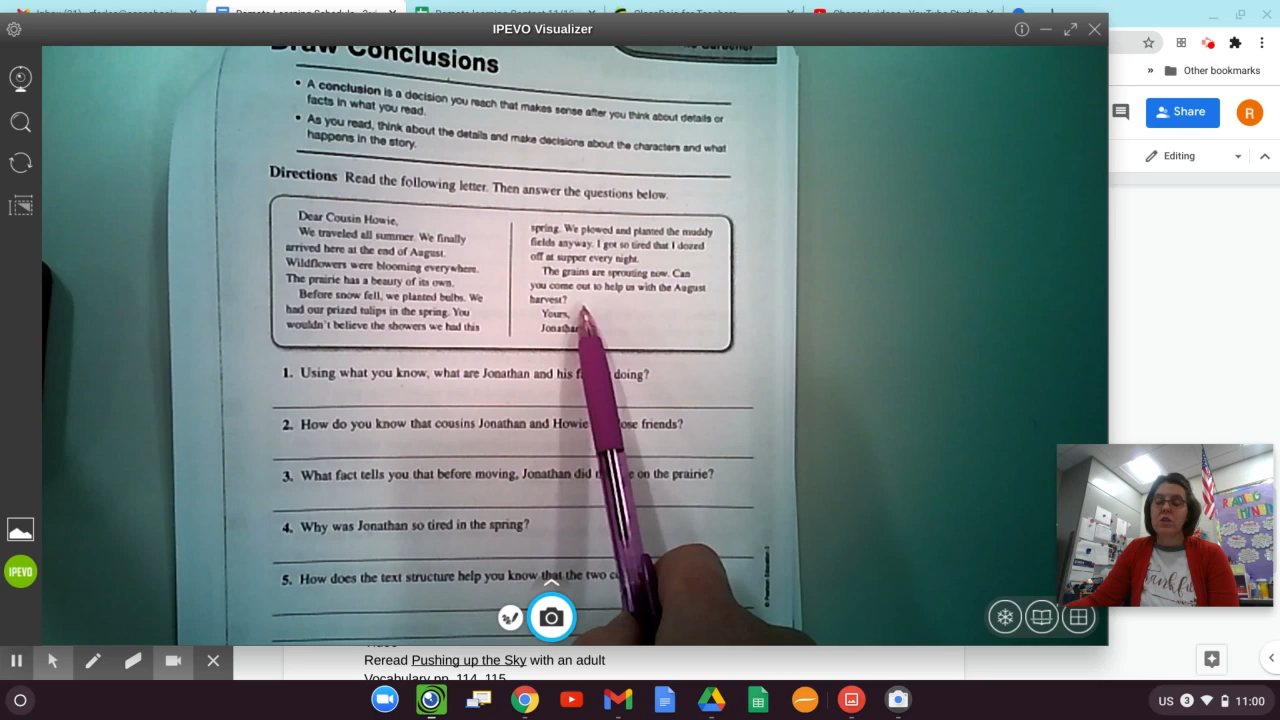 IPEVO Visualizer
Other bookmarks
Share
R
Editing
Draw Conclusions
• A conclusion is a decision you reach that makes sense after you think about details or
facts in what you read.
• As you read, think about the details and make decisions about the characters and what
happens in the story.
Directions Read the following letter. Then answer the questions below.
Dear Cousin Howie,
We traveled all summer. We finally
arrived here at the end of August.
Wildflowers were blooming everywhere.
The prairie has a beauty of its own.
Before snow fell, we planted bulbs. We
had our prized tulips in the spring. You
wouldn't believe the showers we had this
spring. We plowed and planted the muddy
fields anyway. I got so tired that I dozed
off at supper every night.
The grains are sprouting now. Can
you come out to help us with the August
harvest?
Yours,
Jonathan
1. Using what you know, what are Jonathan and his doing?
2. How do you know that cousins Jonathan and Howie friends?
3. What fact tells you that before moving, Jonathan did on the prairie?
4. Why was Jonathan so tired in the spring?
5. How does the text structure help you know that the two
IPEVO
Reread Pushing up the Sky with an adult
Vocabulary pp. 114, 115
US 3 11:00